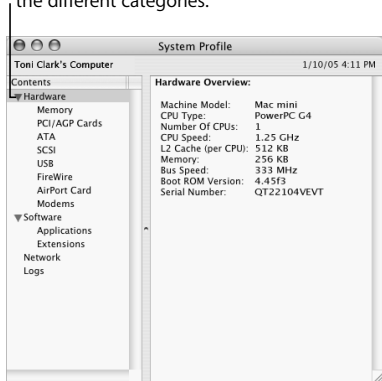 the different categories.
System Profile
Toni Clark's Computer 1/10/05 4:11 PM
Contents
Hardware
Memory
PCI/AGP Cards
ATA
SCSI
USB
FireWire
AirPort Card
Modems
Software
Applications
Extensions
Network
Logs
Hardware Overview:
Machine Model: Mac mini
CPU Type: PowerPC G4
Number Of CPUs: 1
CPU Speed: 1.25 GHz
L2 Cache (per CPU): 512 KB
Memory: 256 KB
Bus Speed: 333 MHz
Boot ROM Version: 4.45f3
Serial Number: QT22104VEVT